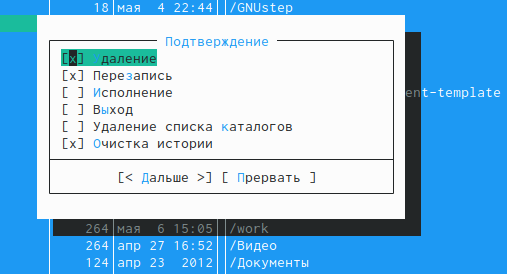 18 мая  4 22:44 /GNUstep
Подтверждение
[x] Удаление
[x] Перезапись
[ ] Исполнение
ent-template
[ ] Выход
[ ] Удаление списка каталогов
[x] Очистка истории
[< Дальше >] [ Прервать ]
264 мая  6 15:05 /work
264 апр 27 16:52 /Видео
124 апр 23  2012 /Документы